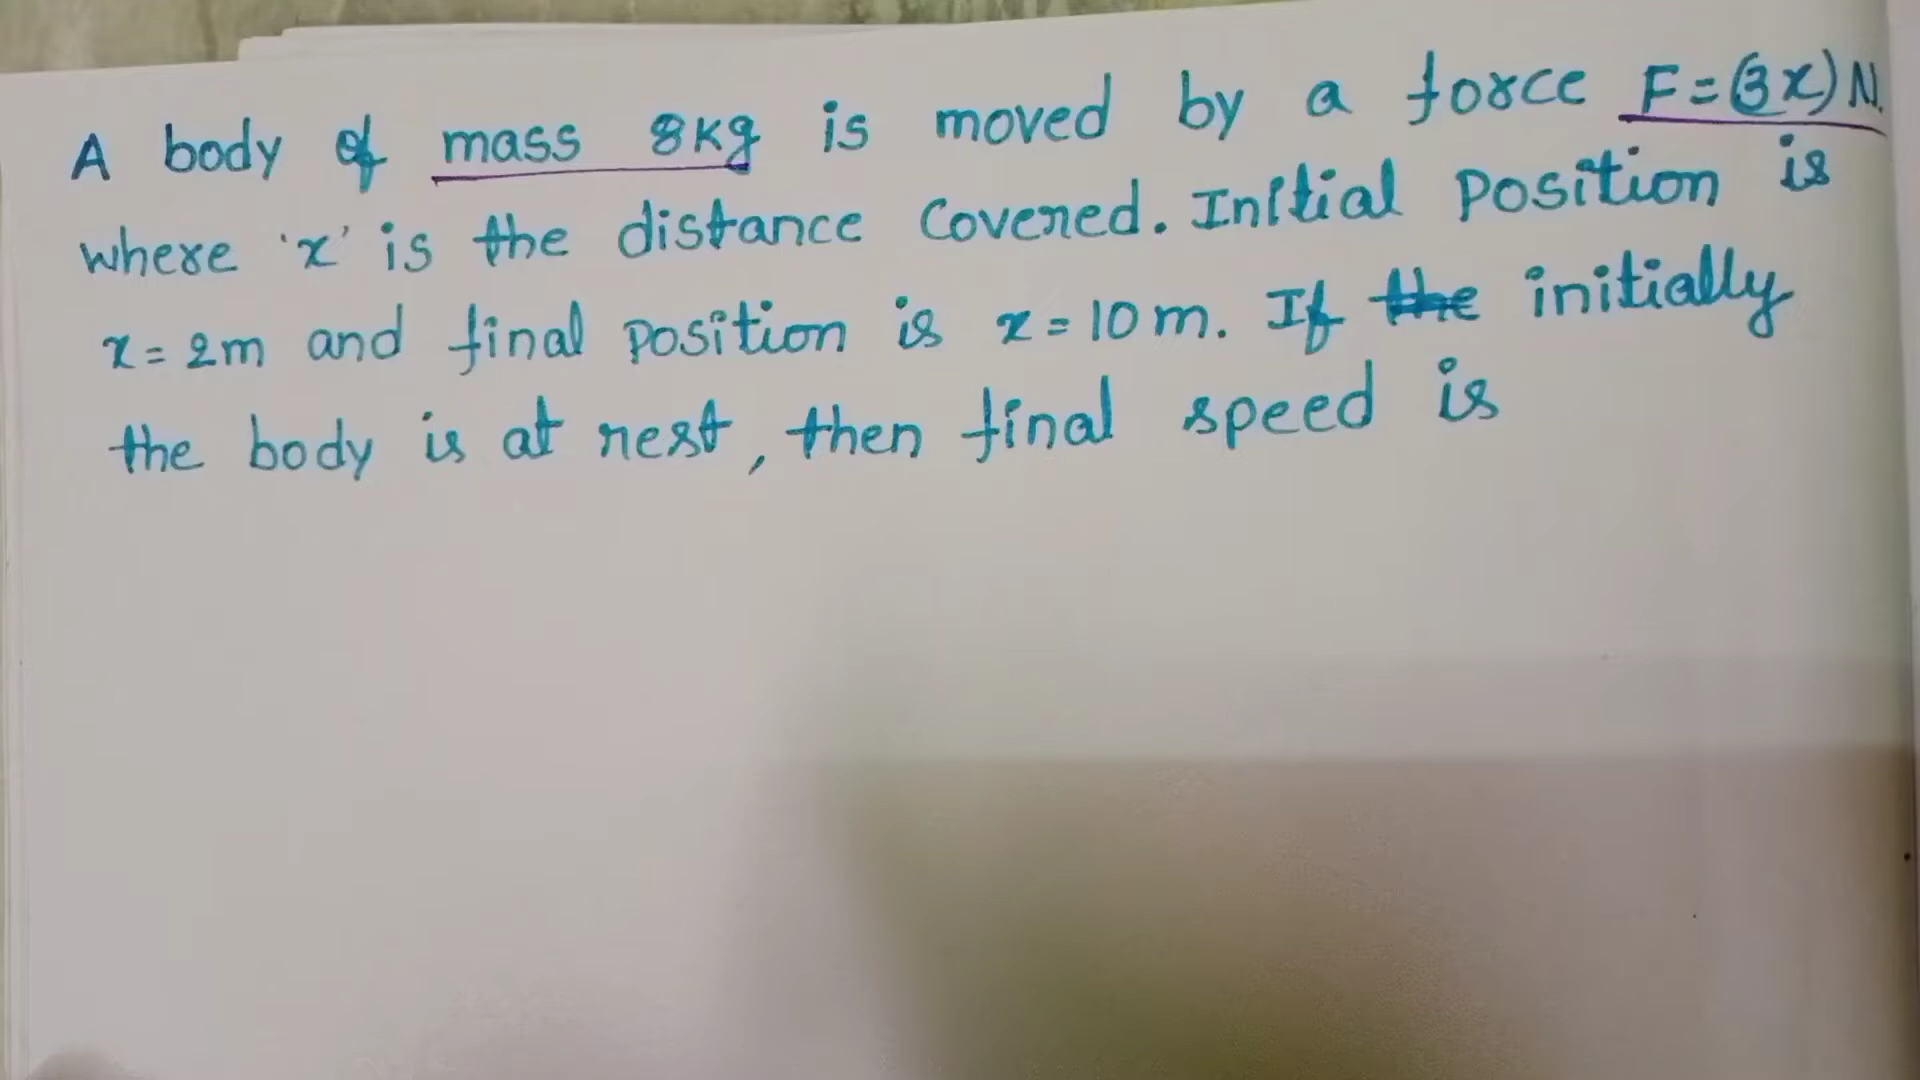 A body of mass 8kg is moved by a force F=(3x)N.
where 'x' is the distance covered. Initial position is
x=2m and final position is x=10m. If the initially
the body is at rest, then final speed is